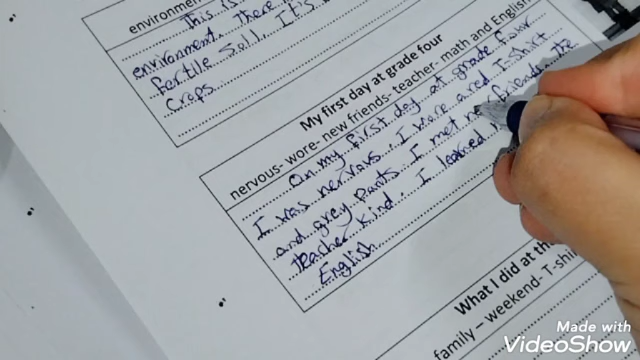 environment
This is
environment. There
fertile soil. It's
crops
My first day at grade four
nervous- wore- new friends- teacher- math and English
On my first day at grade four
I was nervous. I wore a red T-shirt
and grey pants. I met new friends. the
teacher kind. I learned
English
What I did at the
family – weekend- T-shi
Made with
VideoShow